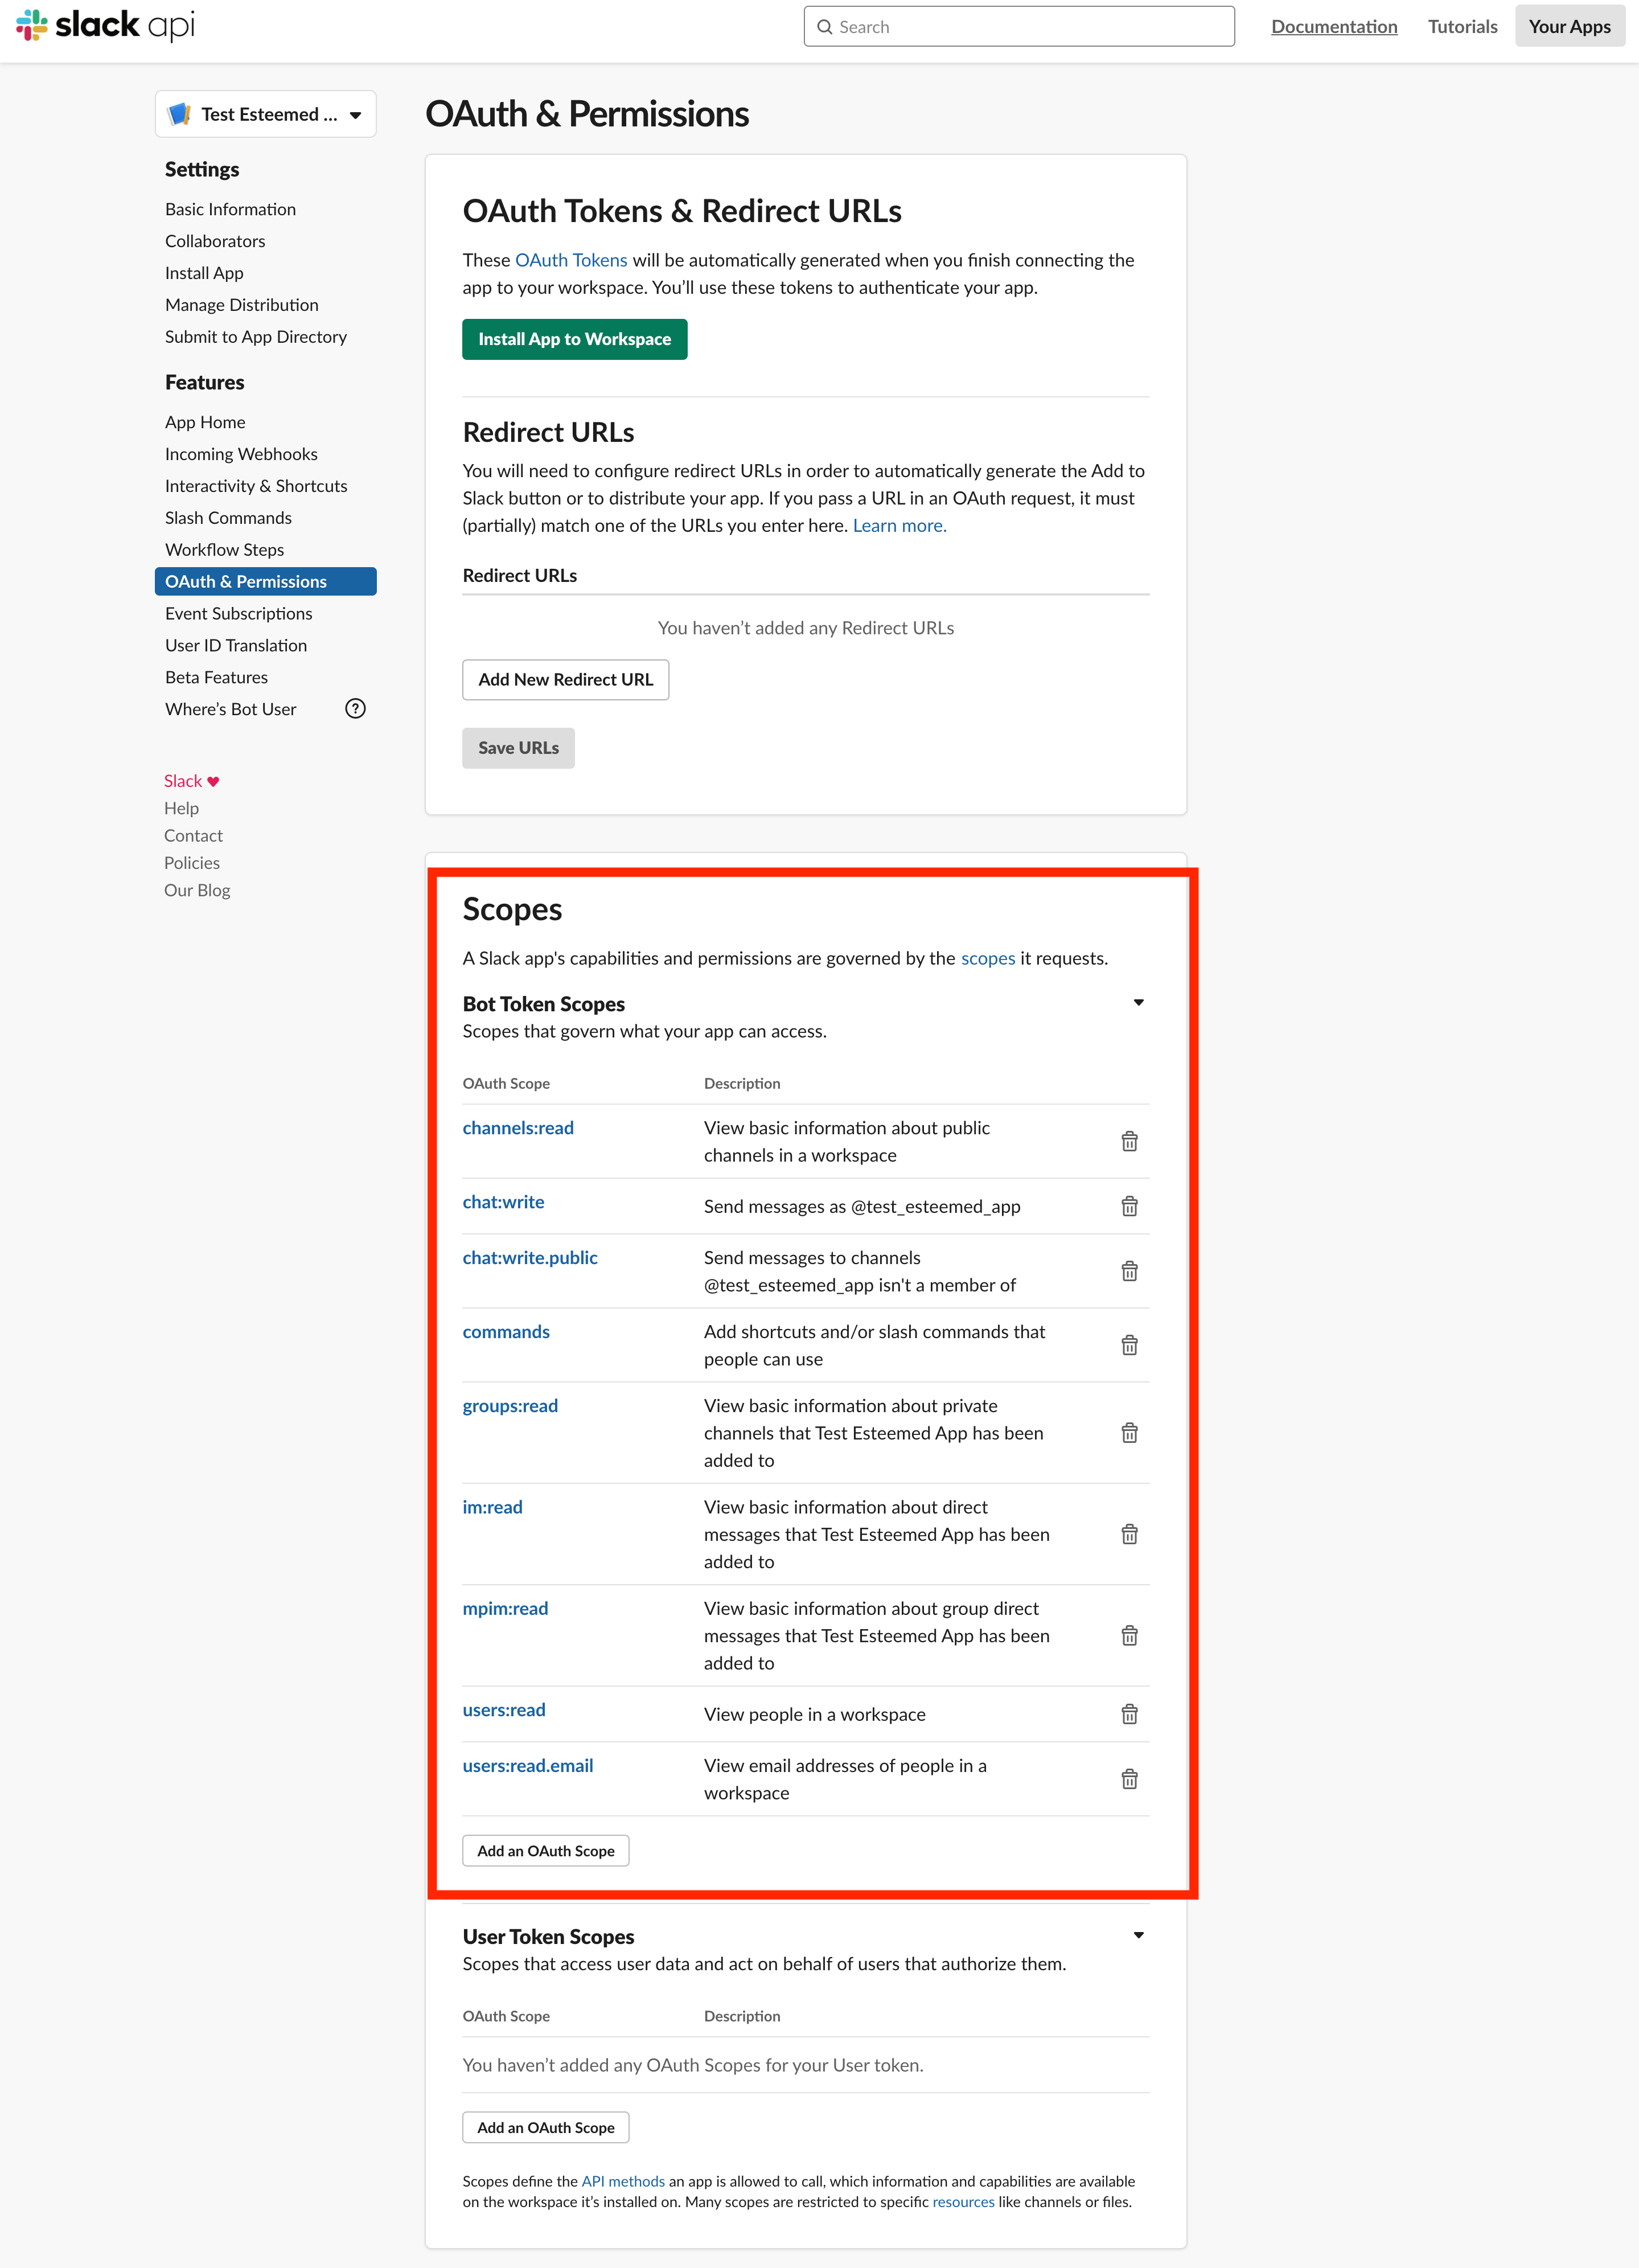 slack api
Search
Documentation
Tutorials
Your Apps
Test Esteemed ...
Settings
Basic Information
Collaborators
Install App
Manage Distribution
Submit to App Directory
Features
App Home
Incoming Webhooks
Interactivity & Shortcuts
Slash Commands
Workflow Steps
OAuth & Permissions
Event Subscriptions
User ID Translation
Beta Features
Where’s Bot User
?
Slack ♥
Help
Contact
Policies
Our Blog
OAuth & Permissions
OAuth Tokens & Redirect URLs
These OAuth Tokens will be automatically generated when you finish connecting the
app to your workspace. You’ll use these tokens to authenticate your app.
Install App to Workspace
Redirect URLs
You will need to configure redirect URLs in order to automatically generate the Add to
Slack button or to distribute your app. If you pass a URL in an OAuth request, it must
(partially) match one of the URLs you enter here. Learn more.
Redirect URLs
You haven’t added any Redirect URLs
Add New Redirect URL
Save URLs
Scopes
A Slack app's capabilities and permissions are governed by the scopes it requests.
Bot Token Scopes
Scopes that govern what your app can access.
OAuth Scope Description
channels:read View basic information about public
channels in a workspace
chat:write Send messages as @test_esteemed_app
chat:write.public Send messages to channels
@test_esteemed_app isn't a member of
commands Add shortcuts and/or slash commands that
people can use
groups:read View basic information about private
channels that Test Esteemed App has been
added to
im:read View basic information about direct
messages that Test Esteemed App has been
added to
mpim:read View basic information about group direct
messages that Test Esteemed App has been
added to
users:read View people in a workspace
users:read.email View email addresses of people in a
workspace
Add an OAuth Scope
User Token Scopes
Scopes that access user data and act on behalf of users that authorize them.
OAuth Scope Description
You haven’t added any OAuth Scopes for your User token.
Add an OAuth Scope
Scopes define the API methods an app is allowed to call, which information and capabilities are available
on the workspace it’s installed on. Many scopes are restricted to specific resources like channels or files.